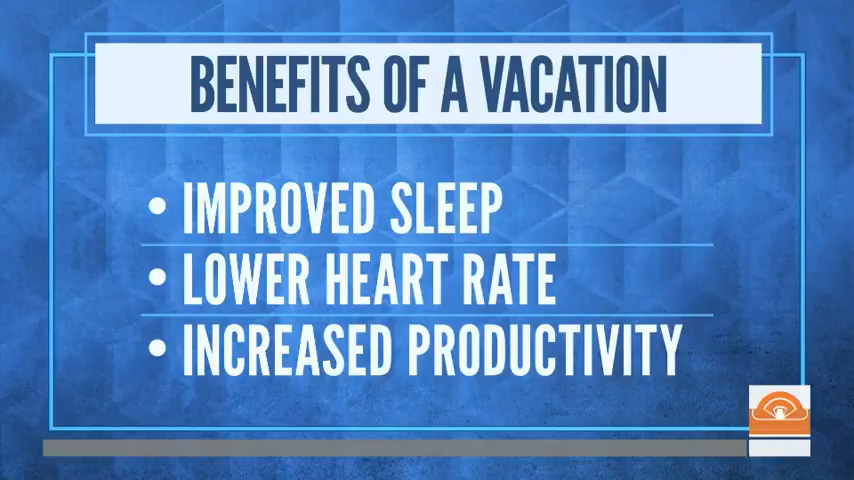 BENEFITS OF A VACATION
• IMPROVED SLEEP
• LOWER HEART RATE
• INCREASED PRODUCTIVITY